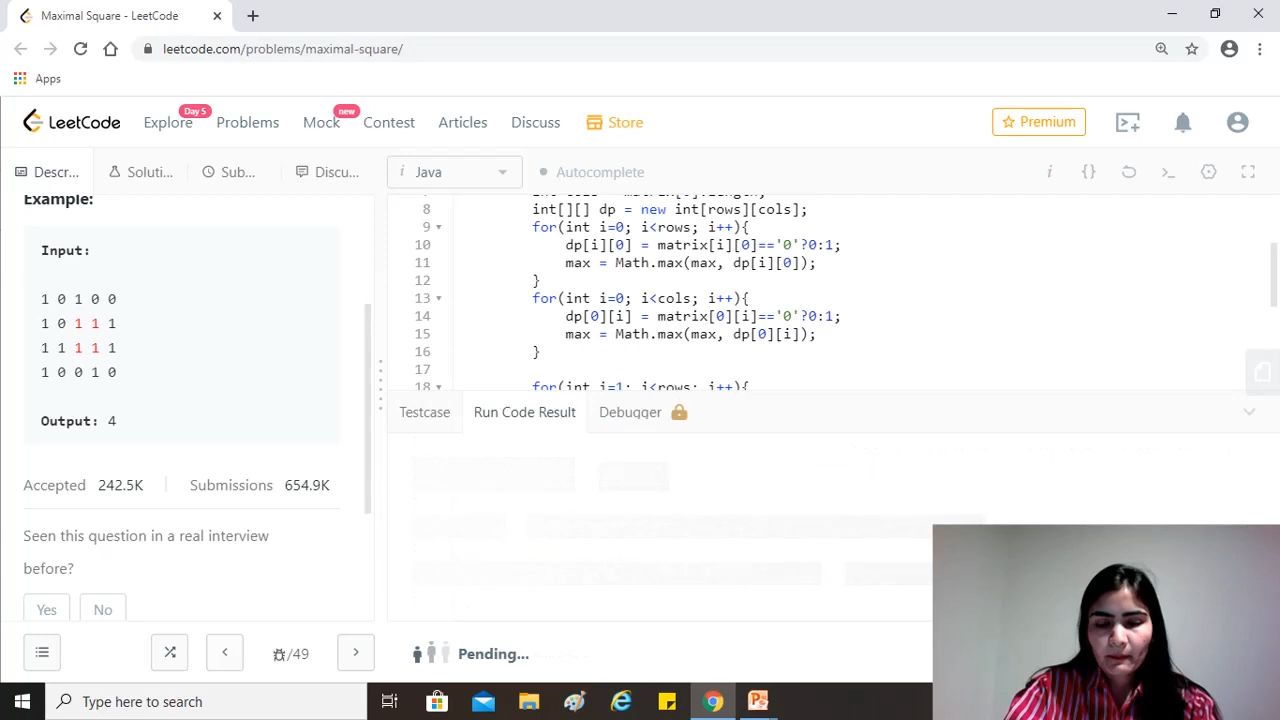 Maximal Square - LeetCode
leetcode.com/problems/maximal-square/
Apps
LeetCode
Explore
Day 5
Problems
Mock
new
Contest
Articles
Discuss
Store
Premium
Descr...
Soluti...
Sub...
Discu...
i Java
Autocomplete
i
{}
Example:
Input:
1 0 1 0 0
1 0 1 1 1
1 1 1 1 1
1 0 0 1 0
Output: 4
Accepted 242.5K
Submissions 654.9K
Seen this question in a real interview
before?
Yes
No
8 int[][] dp = new int[rows][cols];
9 for(int i=0; i<rows; i++){
10 dp[i][0] = matrix[i][0]=='0'?0:1;
11 max = Math.max(max, dp[i][0]);
12 }
13 for(int i=0; i<cols; i++){
14 dp[0][i] = matrix[0][i]=='0'?0:1;
15 max = Math.max(max, dp[0][i]);
16 }
17
18 for(int i=1; i<rows; i++){
Testcase
Run Code Result
Debugger
/49
Pending...
Type here to search